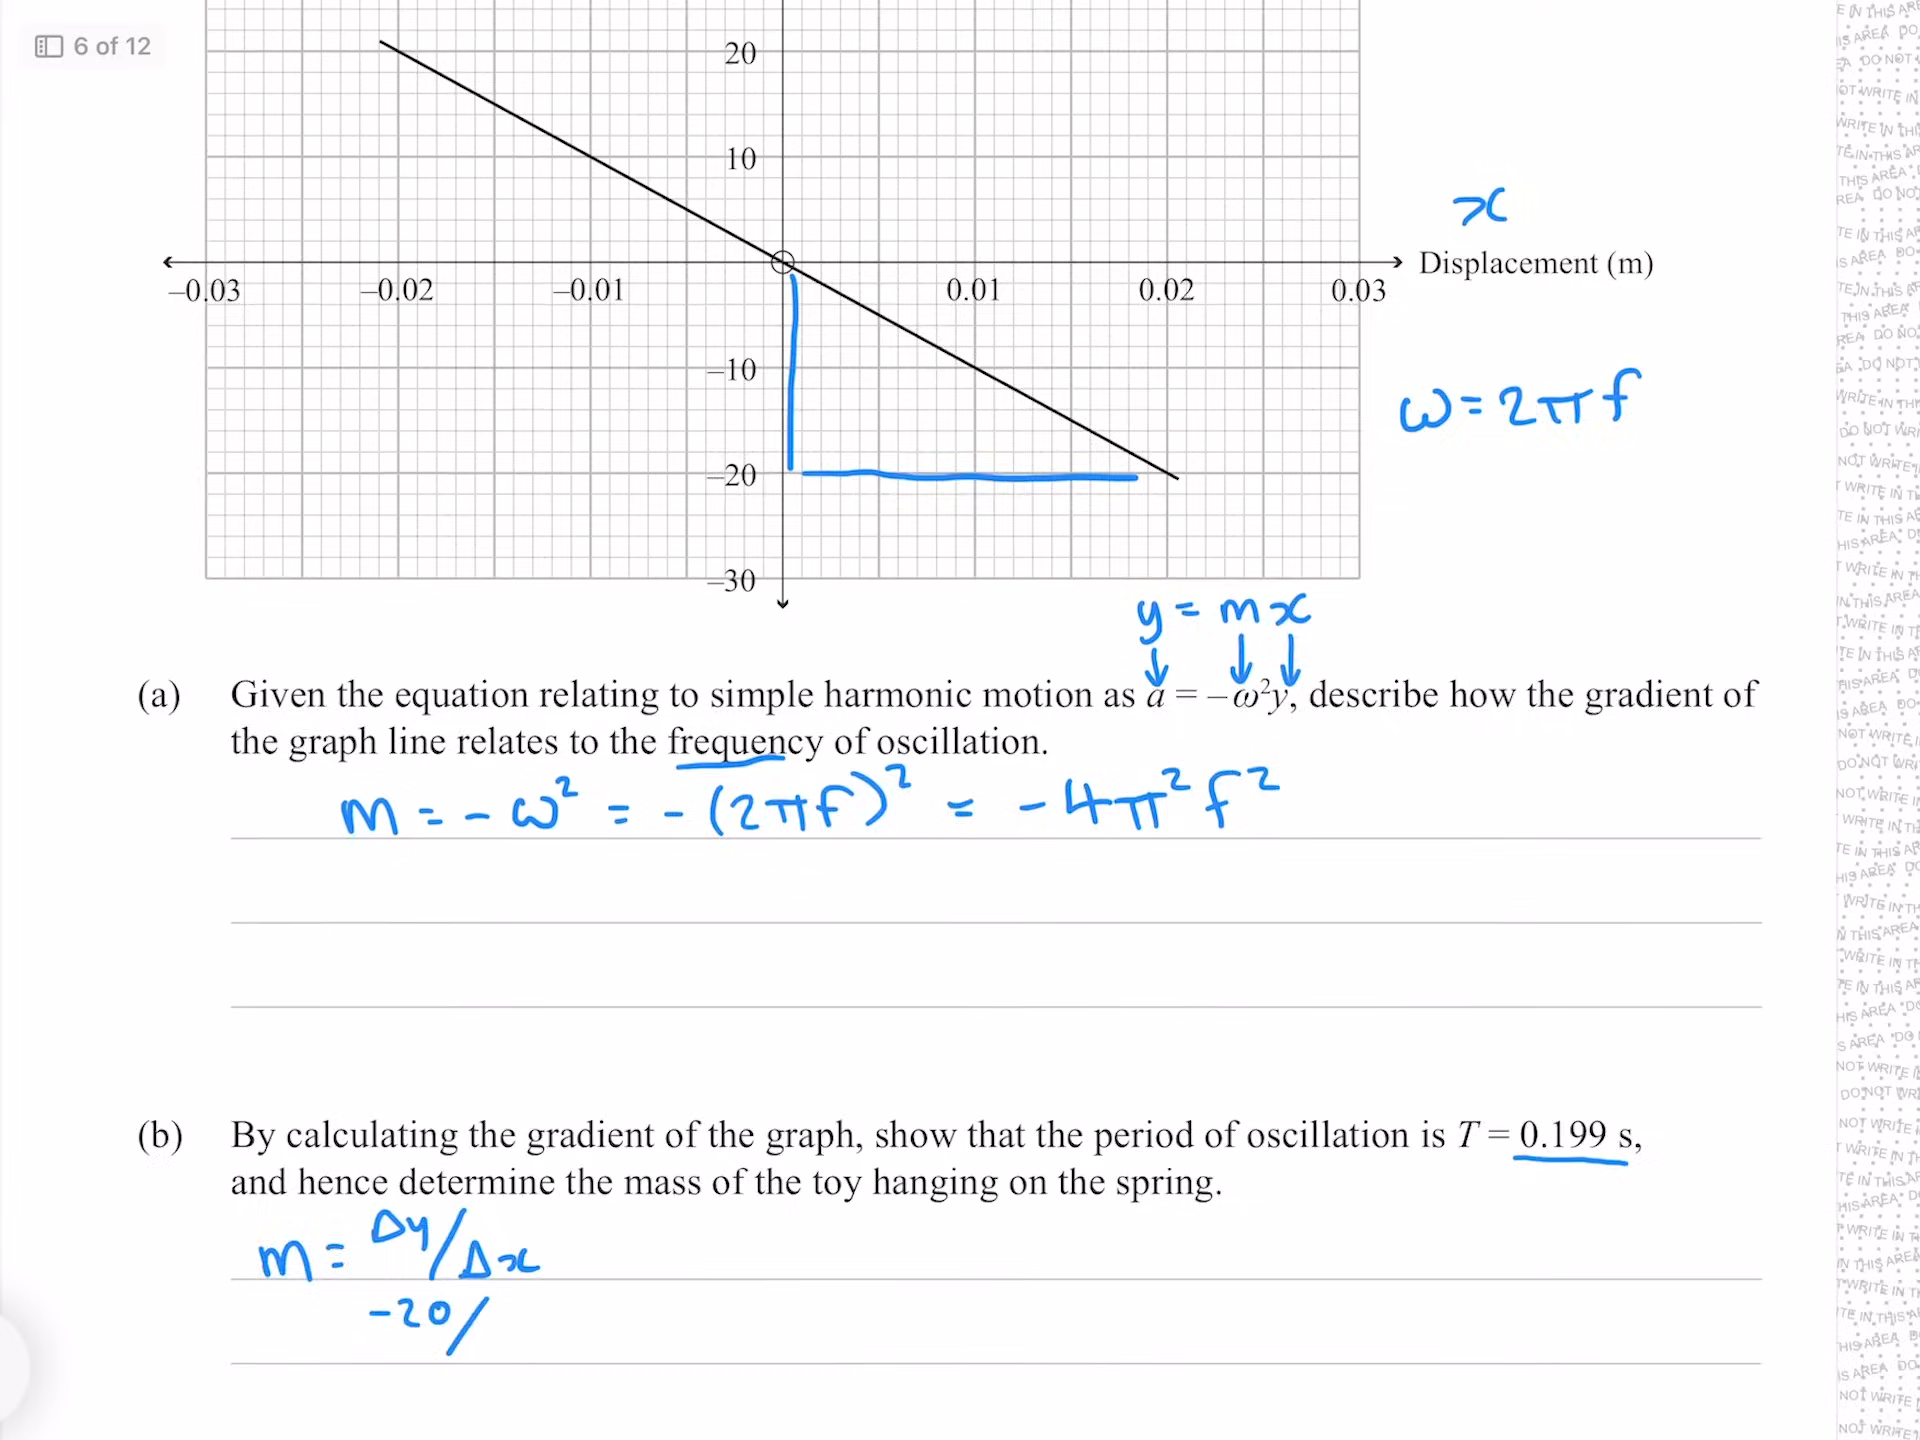 6 of 12
20
10
x
Displacement (m)
–0.03 –0.02 –0.01 0.01 0.02 0.03
–10
ω = 2πf
–20
–30
y = mx
(a) Given the equation relating to simple harmonic motion as a = –ω²y, describe how the gradient of
the graph line relates to the frequency of oscillation.
m = -ω² = -(2πf)² = -4π²f²
(b) By calculating the gradient of the graph, show that the period of oscillation is T = 0.199 s,
and hence determine the mass of the toy hanging on the spring.
m = Δy/Δx
-20/